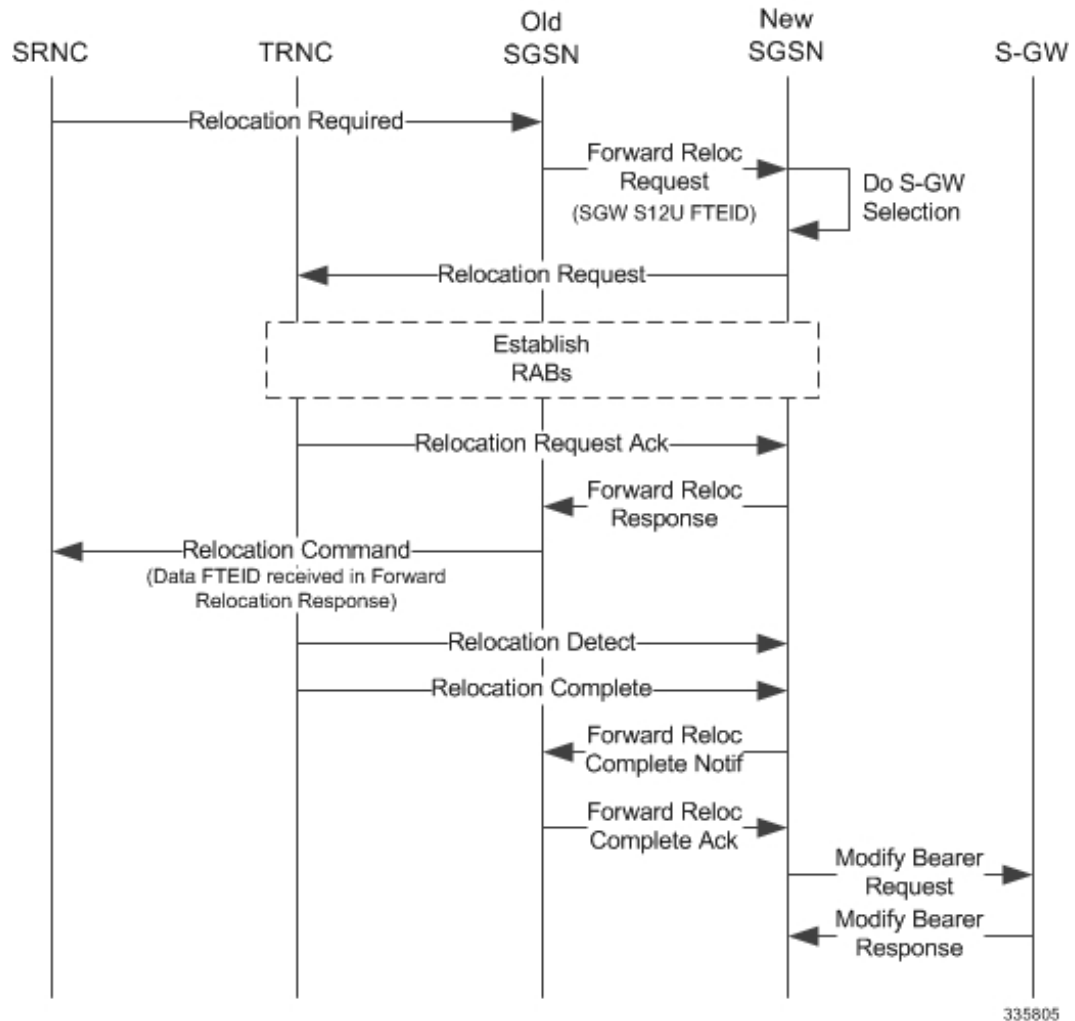 Old
New
SRNC
TRNC
SGSN
SGSN
S-GW
Relocation Required
Forward Reloc
Request
(SGW S12U FTEID)
Do S-GW
Selection
Relocation Request
Establish
RABs
Relocation Request Ack
Forward Reloc
Response
Relocation Command
(Data FTEID received in Forward
Relocation Response)
Relocation Detect
Relocation Complete
Forward Reloc
Complete Notif
Forward Reloc
Complete Ack
Modify Bearer
Request
Modify Bearer
Response
335805